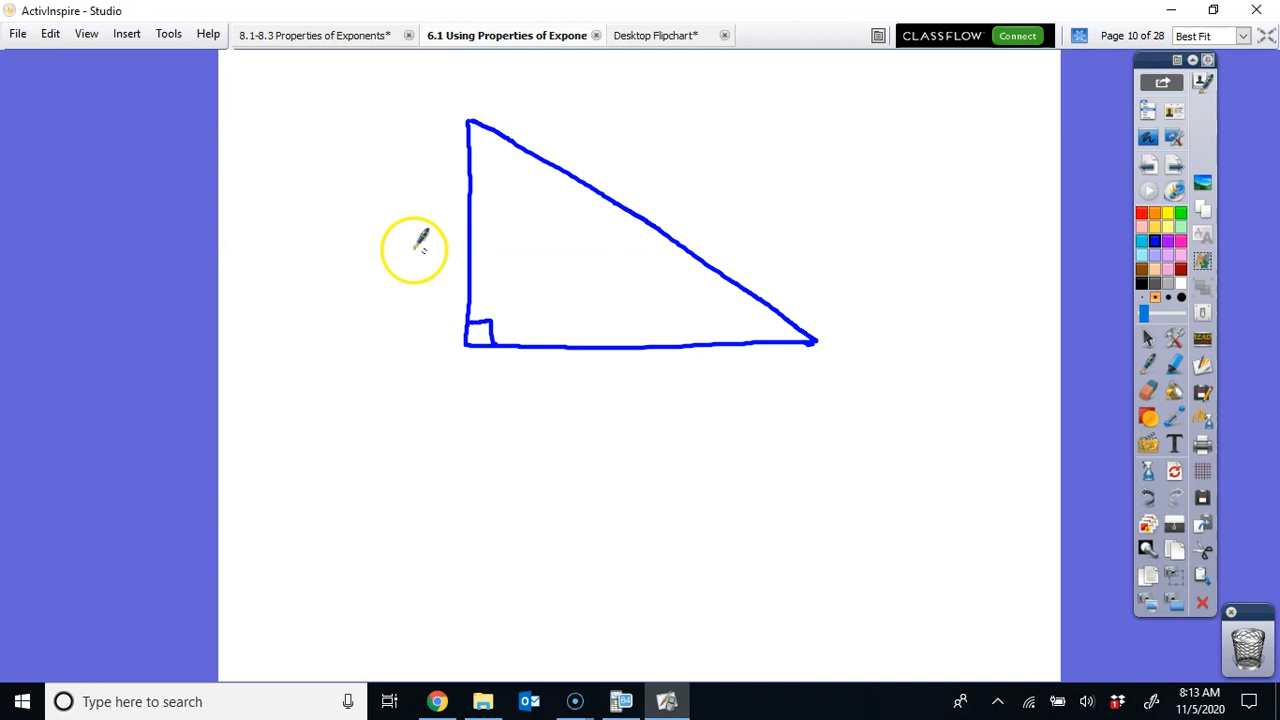 ActivInspire - Studio
File Edit View Insert Tools Help
8.1-8.3 Properties of Exponents*
6.1 Using Properties of Expone
Desktop Flipchart*
CLASSFLOW Connect
Page 10 of 28
Best Fit
Type here to search
8:13 AM
11/5/2020